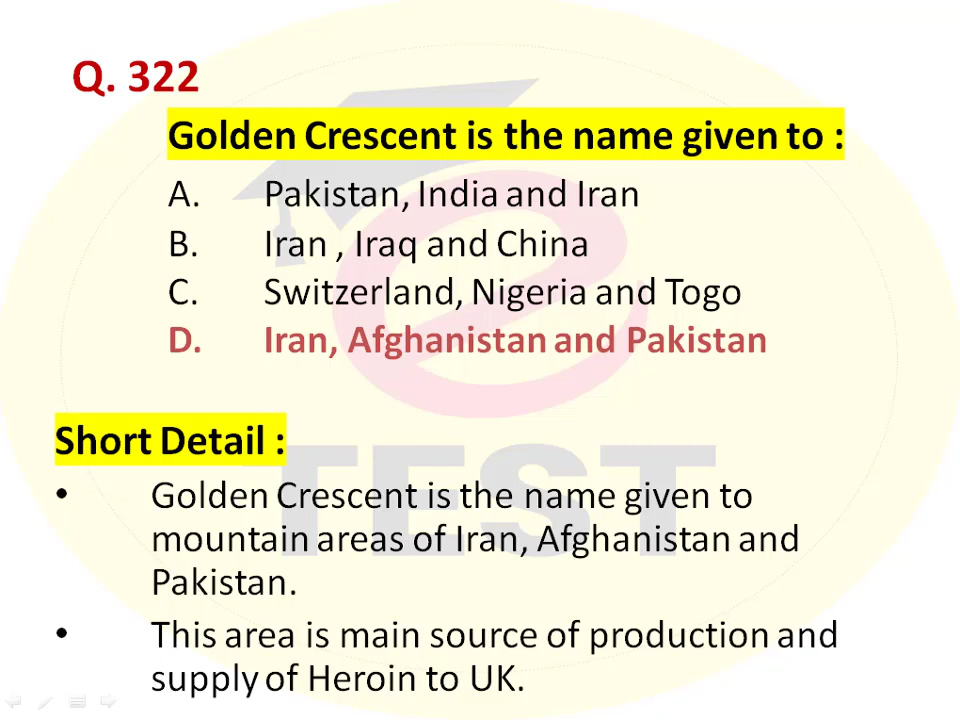 Q. 322
Golden Crescent is the name given to :
A. Pakistan, India and Iran
B. Iran , Iraq and China
C. Switzerland, Nigeria and Togo
D. Iran, Afghanistan and Pakistan
Short Detail :
• Golden Crescent is the name given to
mountain areas of Iran, Afghanistan and
Pakistan.
• This area is main source of production and
supply of Heroin to UK.
e
TEST